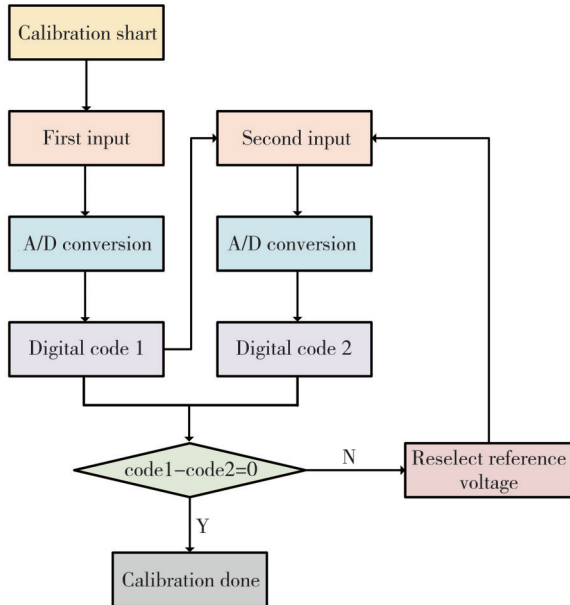 Calibration shart
First input
Second input
A/D conversion
A/D conversion
Digital code 1
Digital code 2
code1−code2=0
N
Reselect reference
voltage
Y
Calibration done